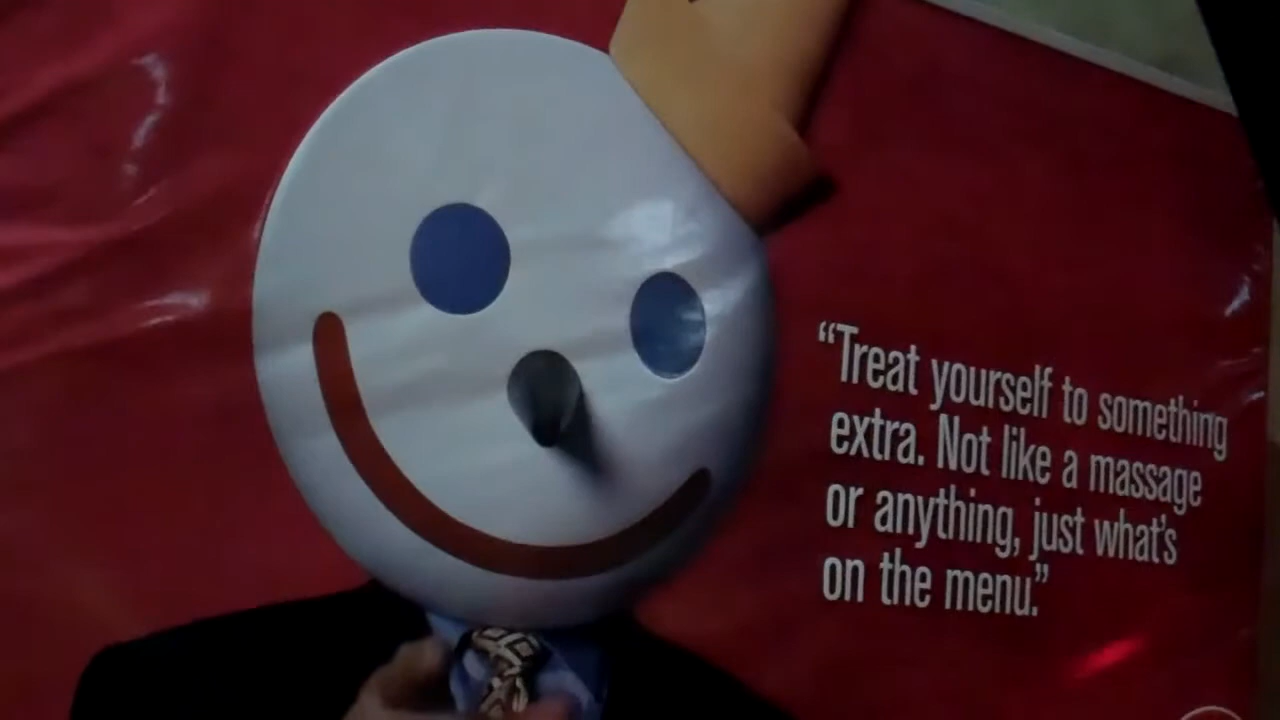 “Treat yourself to something
extra. Not like a massage
or anything, just what’s
on the menu.”